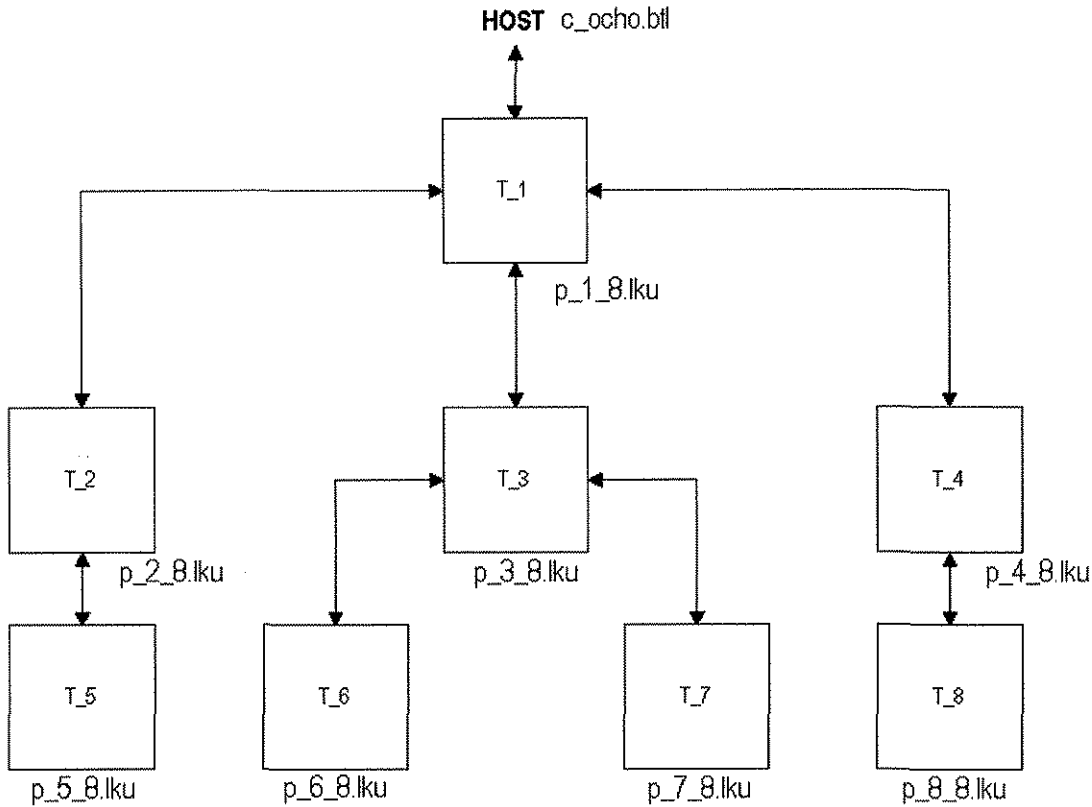 HOST c_ocho.btl
T_1
p_1_8.lku
T_2
T_3
T_4
p_2_8.lku
p_3_8.lku
p_4_8.lku
T_5
T_6
T_7
T_8
p_5_8.lku
p_6_8.lku
p_7_8.lku
p_8_8.lku